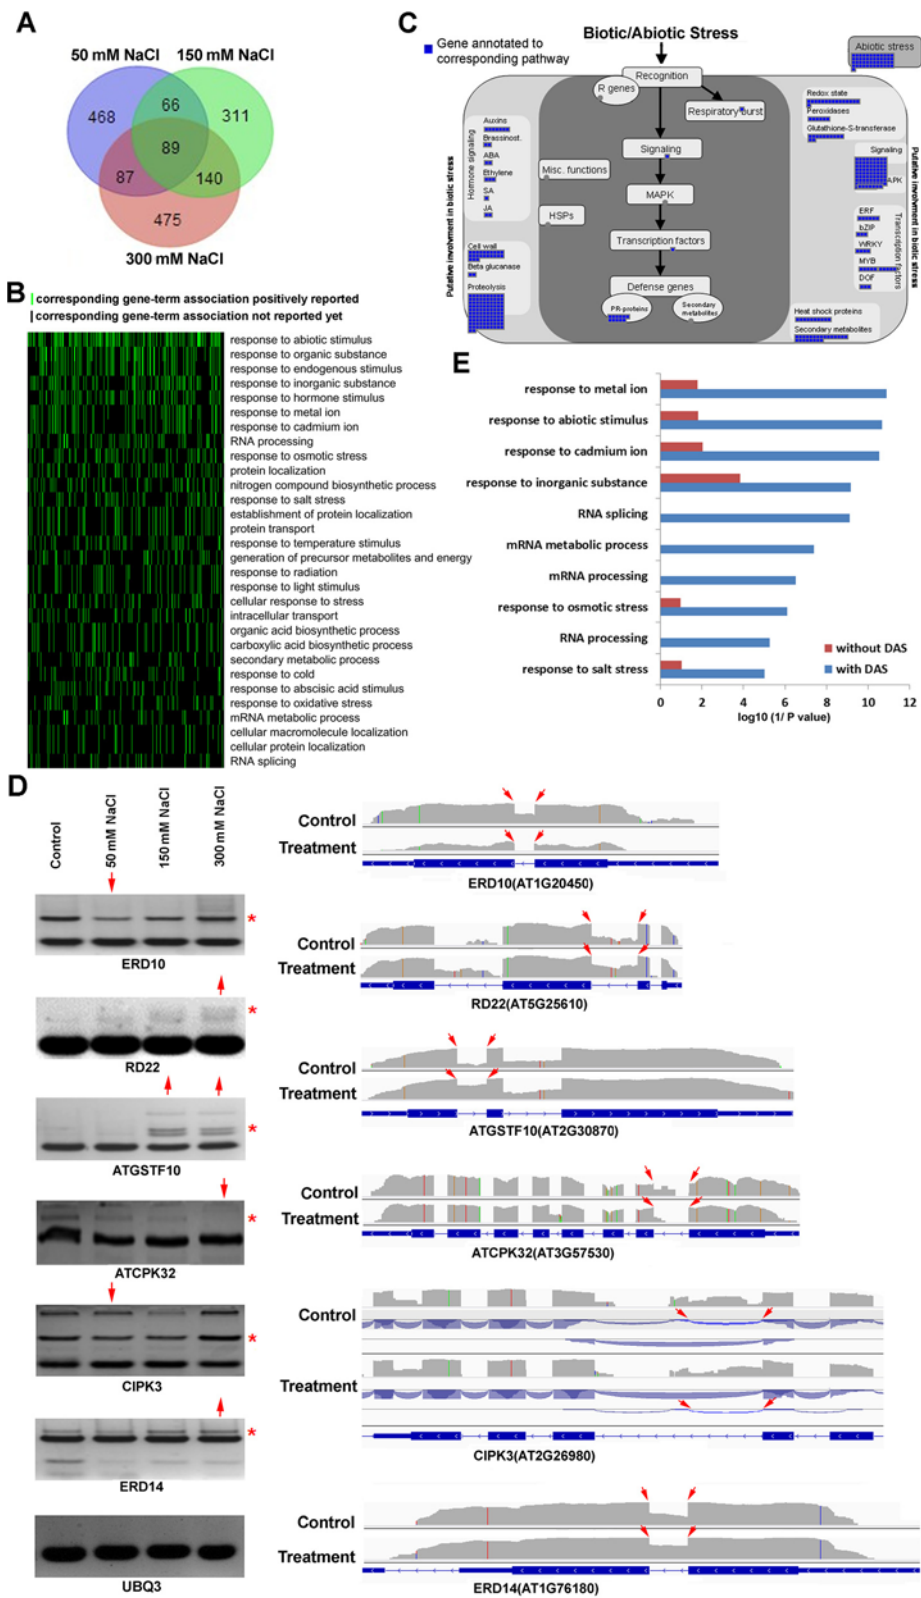 A
50 mM NaCl
150 mM NaCl
468
66
311
89
87
140
475
300 mM NaCl
B
corresponding gene-term association positively reported
corresponding gene-term association not reported yet
response to abiotic stimulus
response to organic substance
response to endogenous stimulus
response to inorganic substance
response to hormone stimulus
response to metal ion
response to cadmium ion
RNA processing
response to osmotic stress
protein localization
nitrogen compound biosynthetic process
response to salt stress
establishment of protein localization
protein transport
response to temperature stimulus
generation of precursor metabolites and energy
response to radiation
response to light stimulus
cellular response to stress
intracellular transport
organic acid biosynthetic process
carboxylic acid biosynthetic process
secondary metabolic process
response to cold
response to abscisic acid stimulus
response to oxidative stress
mRNA metabolic process
cellular macromolecule localization
cellular protein localization
RNA splicing
C
Gene annotated to
corresponding pathway
Biotic/Abiotic Stress
Abiotic stress
Recognition
R genes
Respiratory burst
Signaling
Misc. functions
MAPK
HSPs
Transcription factors
Defense genes
PR-proteins
Secondary
metabolites
Putative involvment in biotic stress
Hormone signaling
Auxins
Brassinost.
ABA
Ethylene
SA
JA
Cell wall
Beta glucanase
Proteolysis
Redox state
Peroxidases
Glutathione-S-transferase
Signaling
APK
ERF
bZIP
WRKY
MYB
DOF
Transcription factors
Putative involvment in biotic stress
Heat shock proteins
Secondary metabolites
E
response to metal ion
response to abiotic stimulus
response to cadmium ion
response to inorganic substance
RNA splicing
mRNA metabolic process
mRNA processing
response to osmotic stress
RNA processing
response to salt stress
without DAS
with DAS
0 2 4 6 8 10 12
log10 (1/ P value)
D
Control
50 mM NaCl
150 mM NaCl
300 mM NaCl
*
ERD10
*
RD22
*
ATGSTF10
*
ATCPK32
*
CIPK3
*
ERD14
UBQ3
Control
Treatment
ERD10(AT1G20450)
Control
Treatment
RD22(AT5G25610)
Control
Treatment
ATGSTF10(AT2G30870)
Control
Treatment
ATCPK32(AT3G57530)
Control
Treatment
CIPK3(AT2G26980)
Control
Treatment
ERD14(AT1G76180)